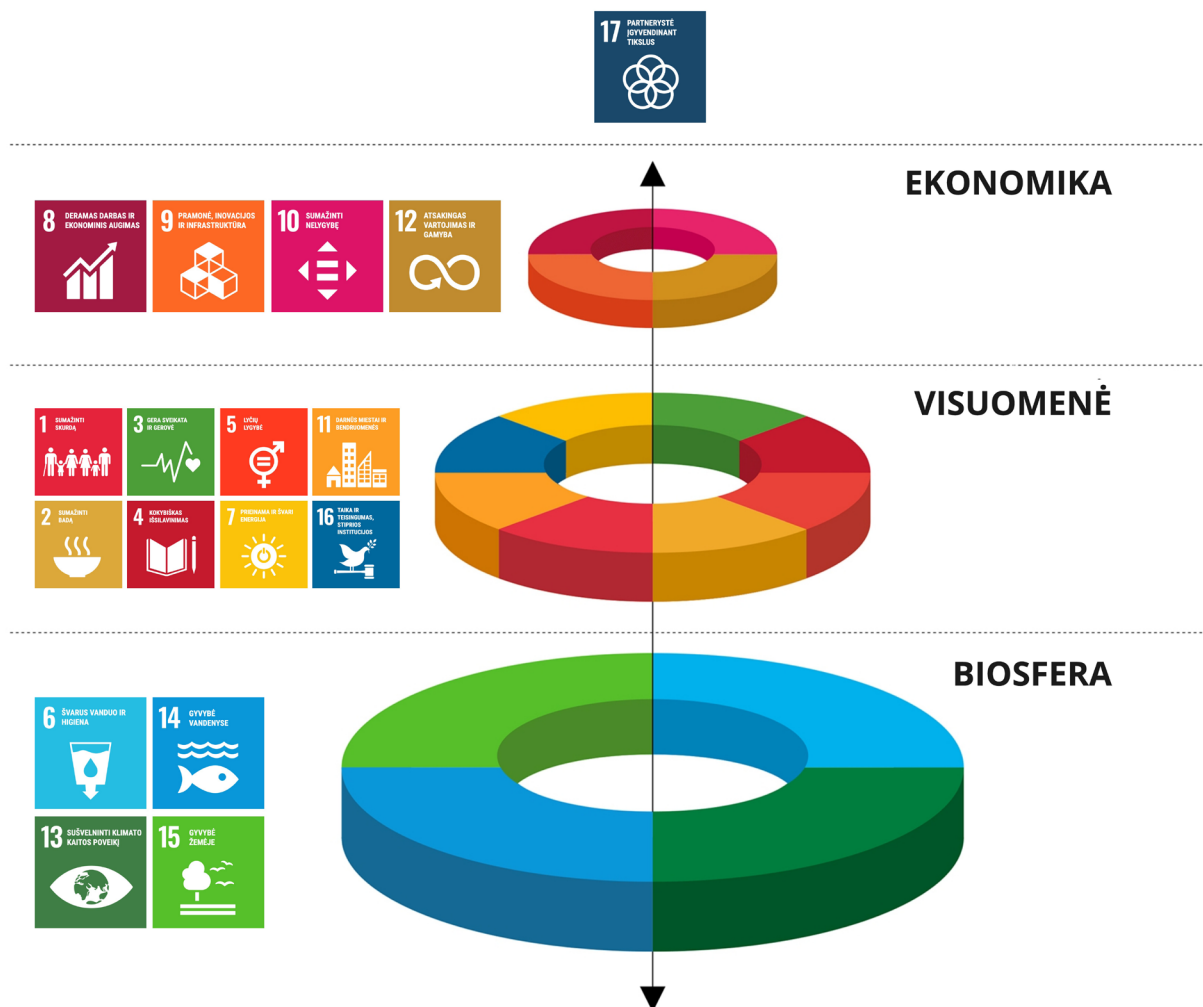 17 PARTNERYSTĖ
ĮGYVENDINANT
TIKSLUS
EKONOMIKA
8 DERAMAS DARBAS IR
EKONOMINIS AUGIMAS
9 PRAMONĖ, INOVACIJOS
IR INFRASTRUKTŪRA
10 SUMAŽINTI
NELYGYBĘ
12 ATSAKINGAS
VARTOJIMAS IR
GAMYBA
VISUOMENĖ
1 SUMAŽINTI
SKURDĄ
3 GERA SVEIKATA
IR GEROVĖ
5 LYČIŲ
LYGYBĖ
11 DARNŪS MIESTAI IR
BENDRUOMENĖS
2 SUMAŽINTI
BADĄ
4 KOKYBIŠKAS
IŠSILAVINIMAS
7 PRIEINAMA IR ŠVARI
ENERGIJA
16 TAIKA IR
TEISINGUMAS,
STIPRIOS
INSTITUCIJOS
BIOSFERA
6 ŠVARUS VANDUO IR
HIGIENA
14 GYVYBĖ
VANDENYSE
13 SUŠVELNINTI KLIMATO
KAITOS POVEIKĮ
15 GYVYBĖ
ŽEMĖJE